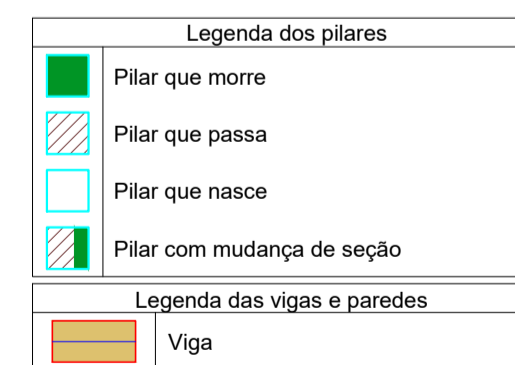 Legenda dos pilares
Pilar que morre
Pilar que passa
Pilar que nasce
Pilar com mudança de seção
Legenda das vigas e paredes
Viga